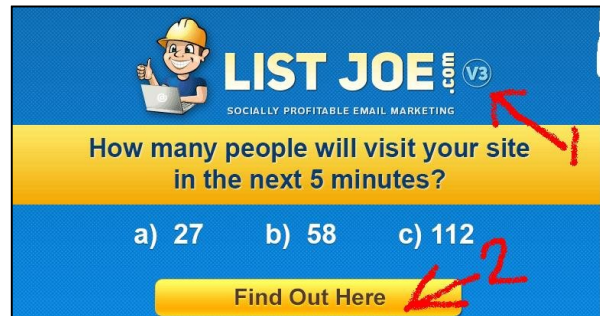 LIST JOE.com V3
SOCIALLY PROFITABLE EMAIL MARKETING
1
How many people will visit your site
in the next 5 minutes?
a) 27 b) 58 c) 112
2
Find Out Here